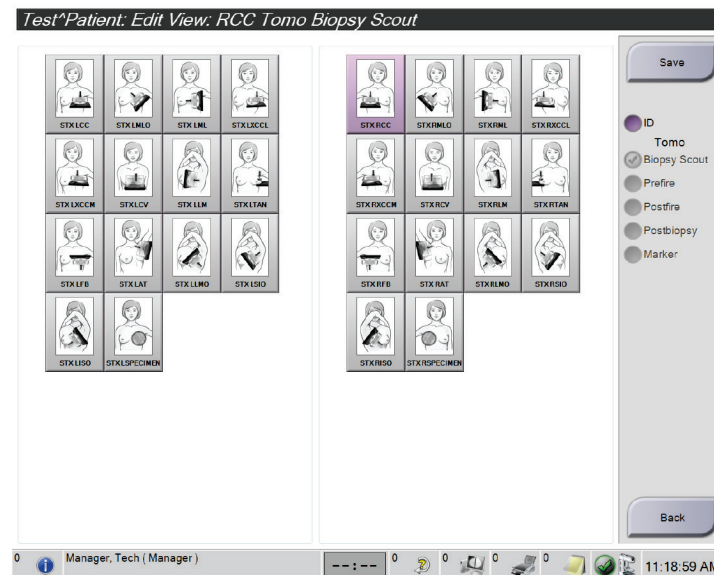 Test^Patient: Edit View: RCC Tomo Biopsy Scout
STX LCC STX LMLO STX LML STX LXCCL
STX LXCCM STX LCV STX LLM STX LTAN
STX LFB STX LAT STX LLMO STX LSIO
STX LISO STX LSPECIMEN
STX RCC STX RMLO STX RML STX RXCCL
STX RXCCM STX RCV STX RLM STX RTAN
STX RFB STX RAT STX RLMO STX RSIO
STX RISO STX RSPECIMEN
Save
ID
Tomo
Biopsy Scout
Prefire
Postfire
Postbiopsy
Marker
Back
0 Manager, Tech ( Manager ) --:-- 0 0 0 0 11:18:59 AM